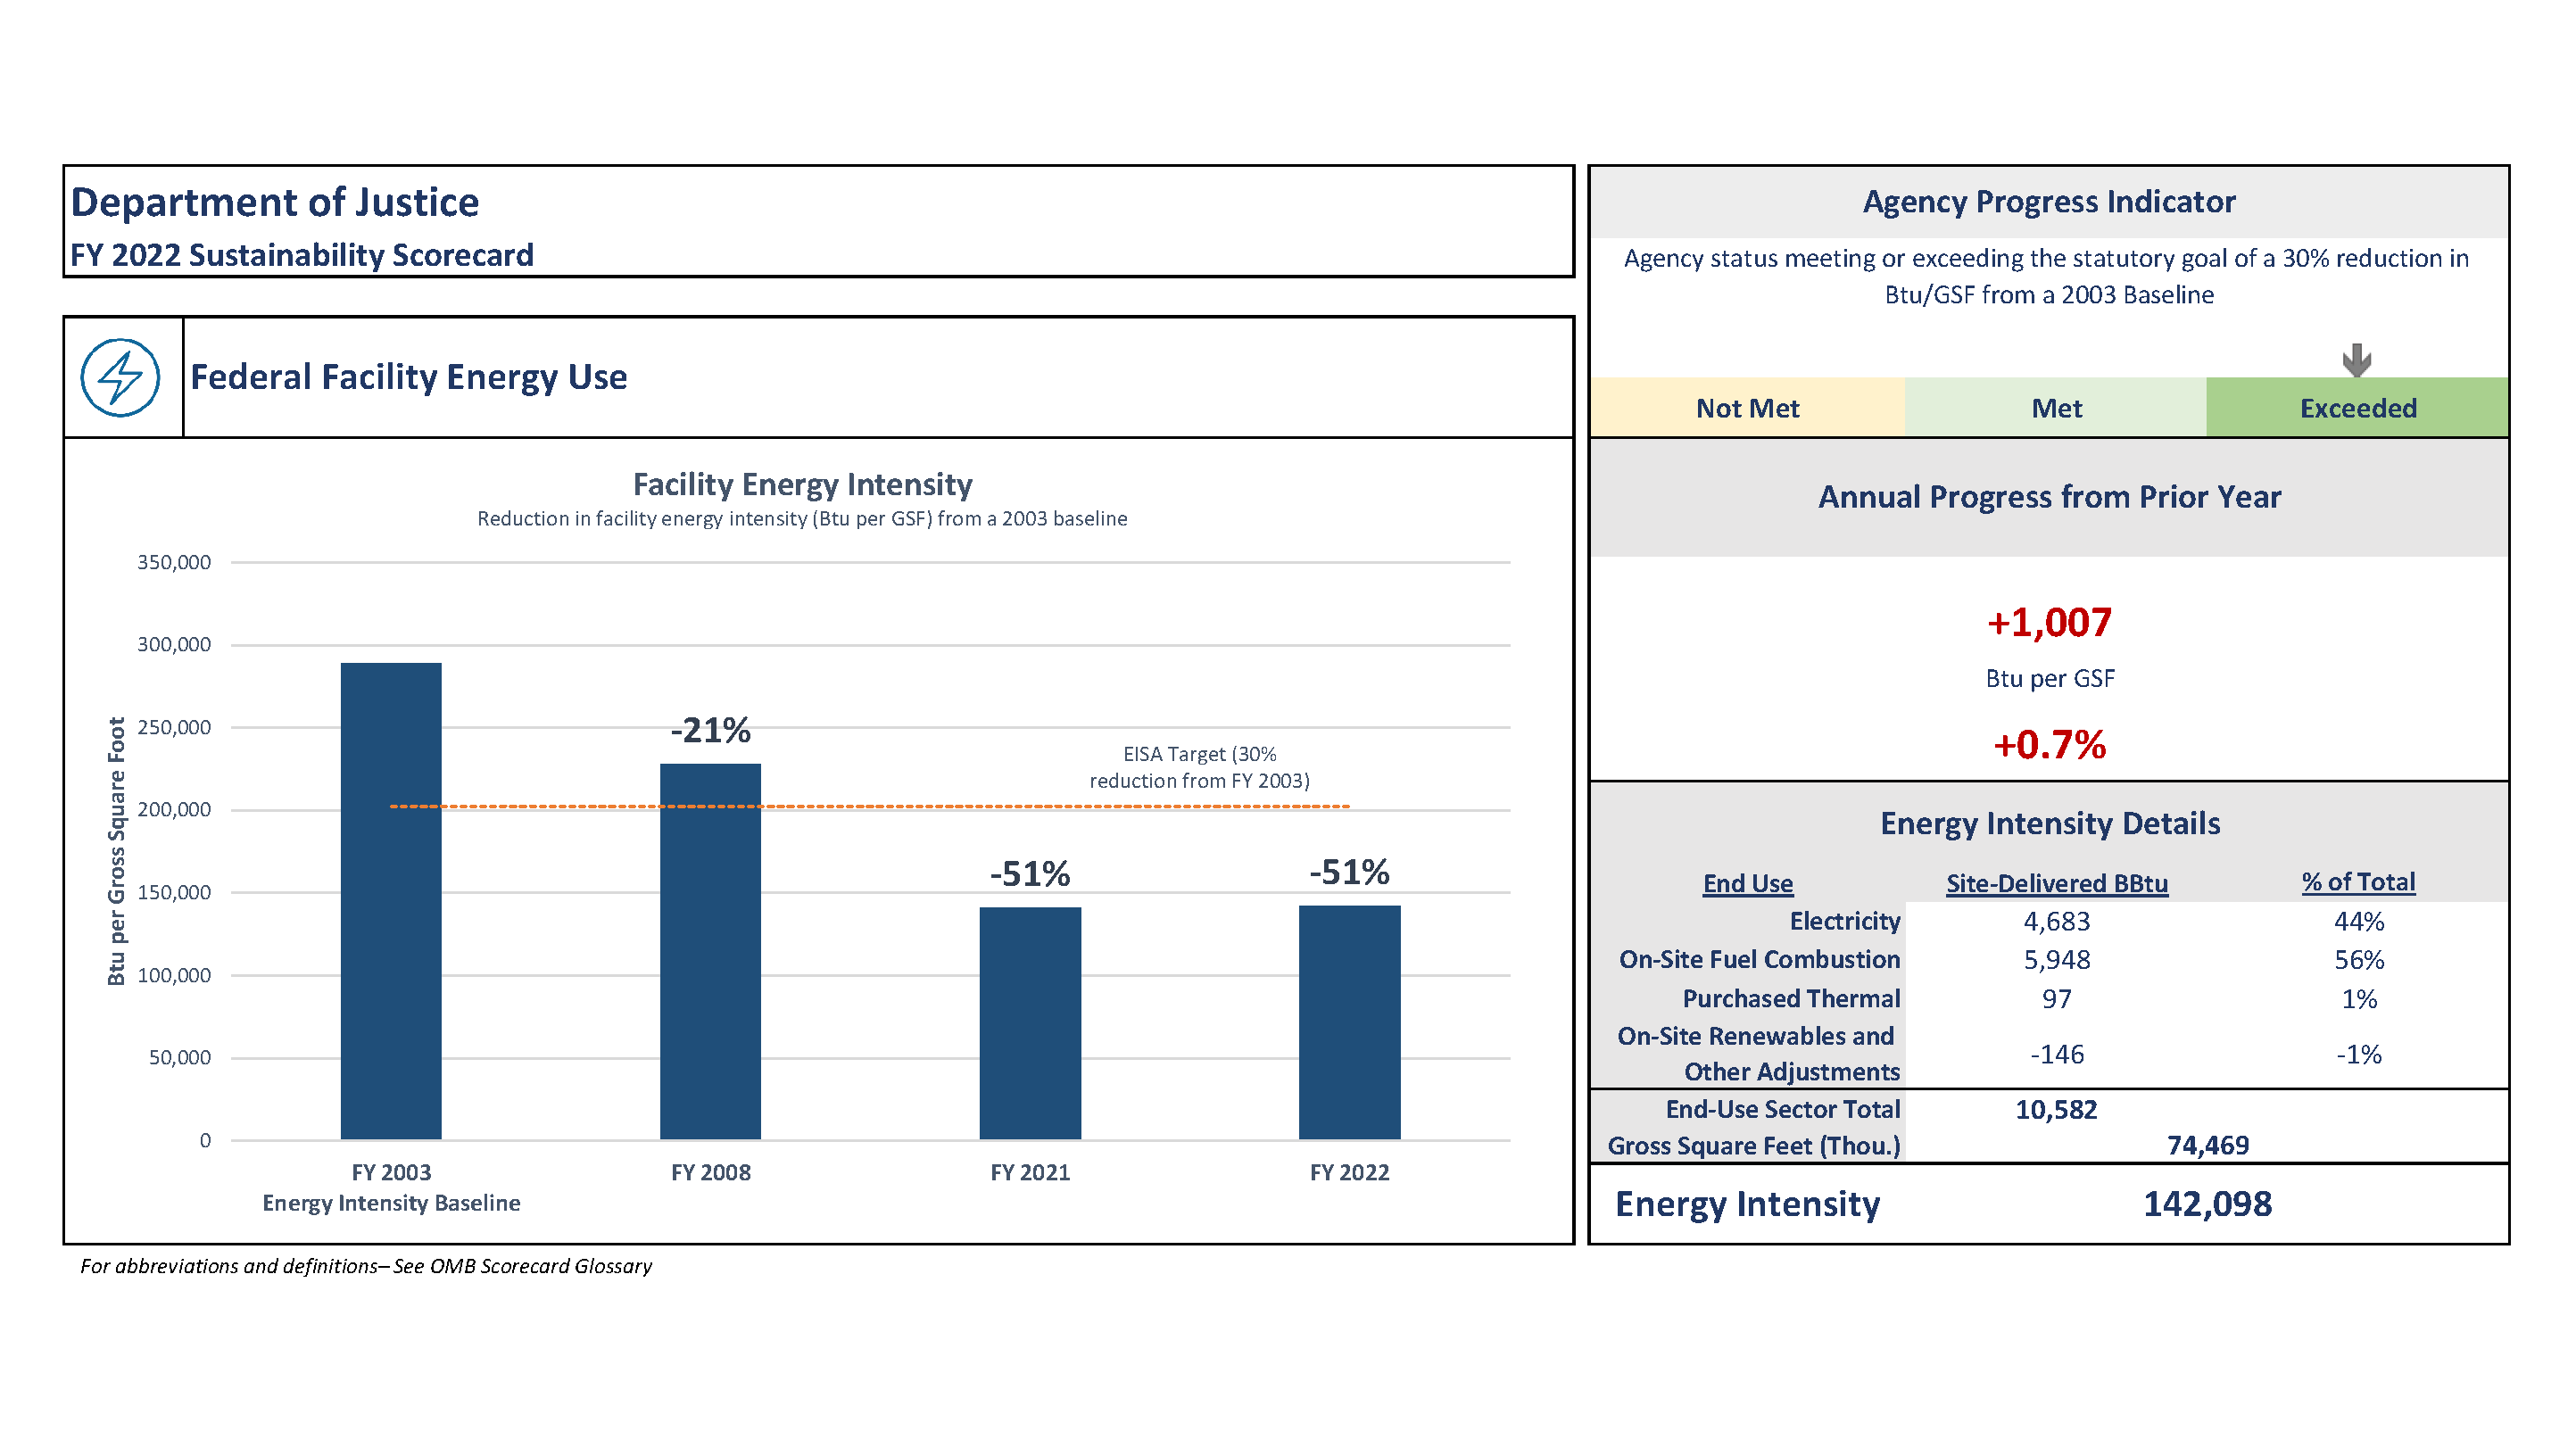 Department of Justice
FY 2022 Sustainability Scorecard
Federal Facility Energy Use
Facility Energy Intensity
Reduction in facility energy intensity (Btu per GSF) from a 2003 baseline
Btu per Gross Square Foot
350,000
300,000
250,000
200,000
150,000
100,000
50,000
0
-21%
EISA Target (30%
reduction from FY 2003)
-51%
-51%
FY 2003
Energy Intensity Baseline
FY 2008
FY 2021
FY 2022
For abbreviations and definitions– See OMB Scorecard Glossary
Agency Progress Indicator
Agency status meeting or exceeding the statutory goal of a 30% reduction in
Btu/GSF from a 2003 Baseline
Not Met Met Exceeded
Annual Progress from Prior Year
+1,007
Btu per GSF
+0.7%
Energy Intensity Details
End Use Site-Delivered BBtu % of Total
Electricity 4,683 44%
On-Site Fuel Combustion 5,948 56%
Purchased Thermal 97 1%
On-Site Renewables and
Other Adjustments -146 -1%
End-Use Sector Total 10,582
Gross Square Feet (Thou.) 74,469
Energy Intensity 142,098